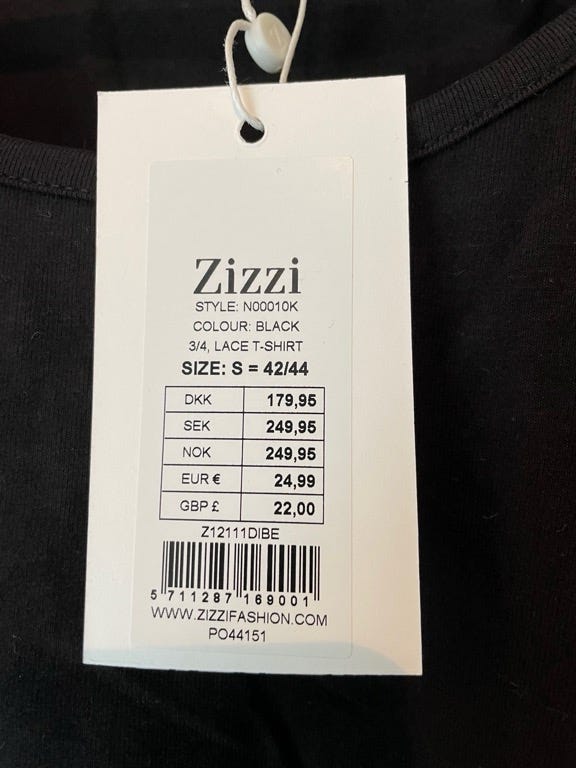 Zizzi
STYLE: N00010K
COLOUR: BLACK
3/4, LACE T-SHIRT
SIZE: S = 42/44
DKK 179,95
SEK 249,95
NOK 249,95
EUR € 24,99
GBP £ 22,00
Z12111DIBE
5 711287 169001
WWW.ZIZZIFASHION.COM
PO44151